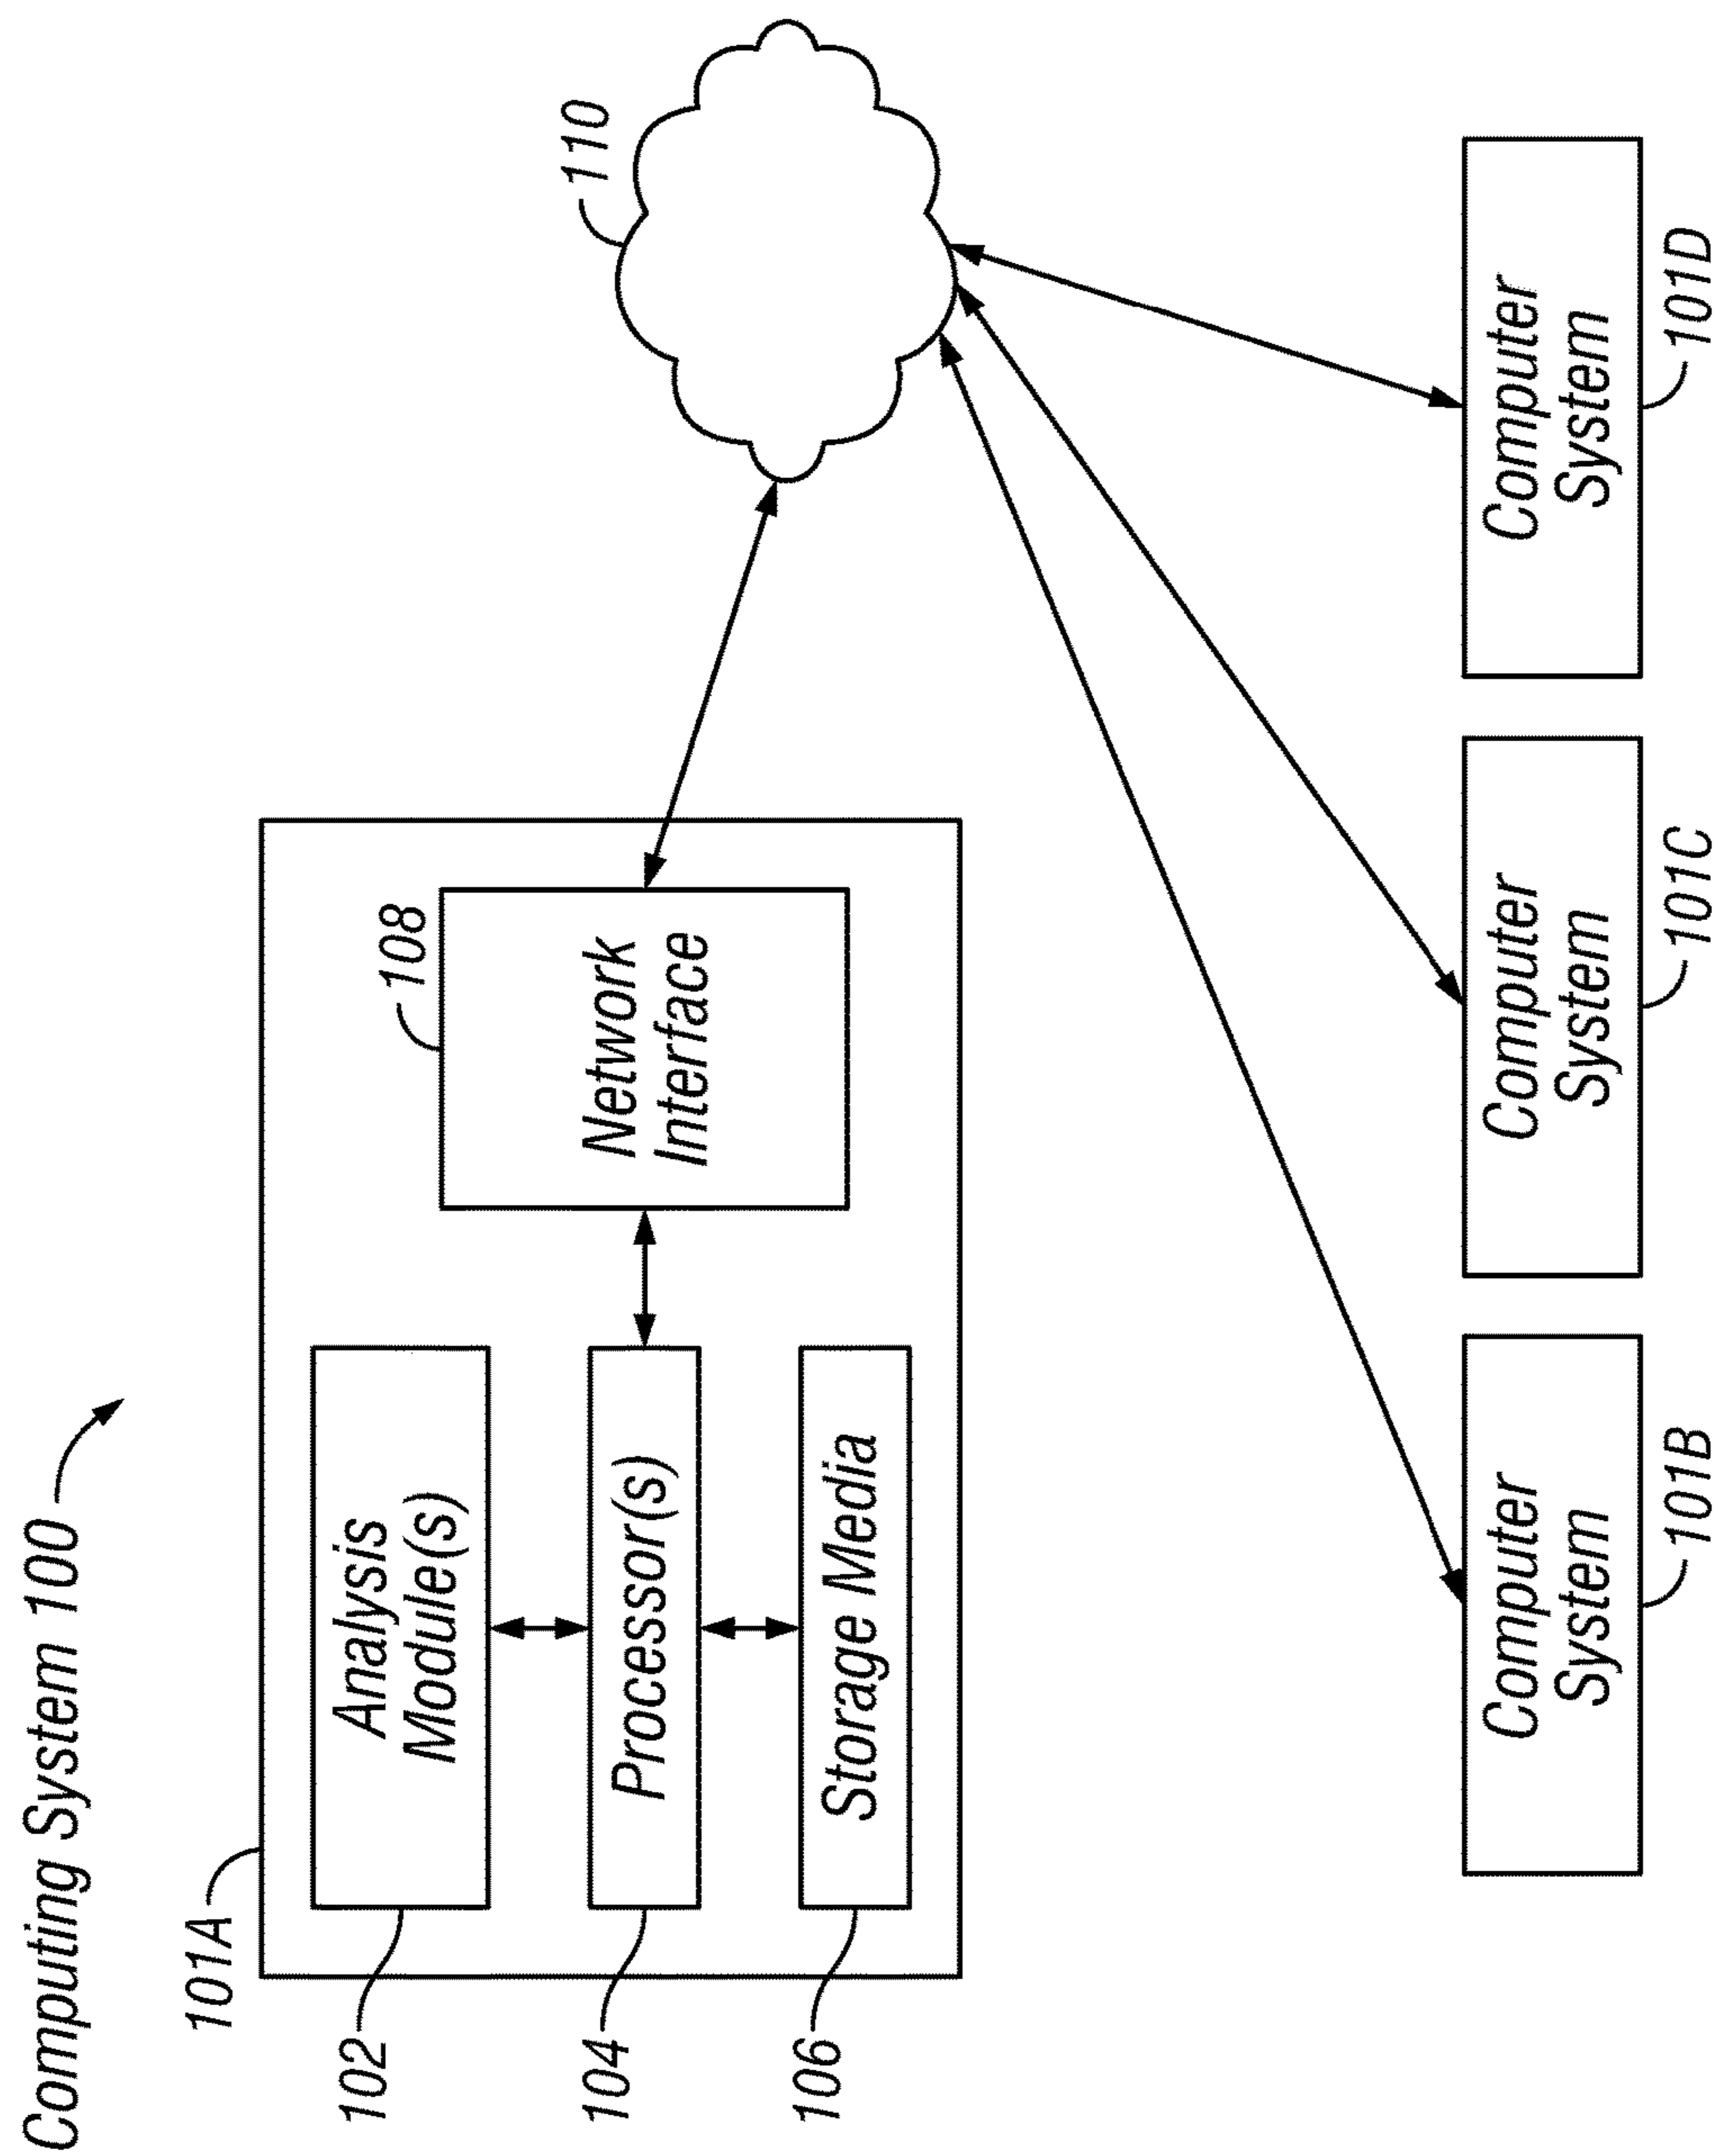 Computing System 100
101A
102
Analysis
Module(s)
104
Processor(s)
106
Storage Media
108
Network
Interface
110
Computer
System
101B
Computer
System
101C
Computer
System
101D